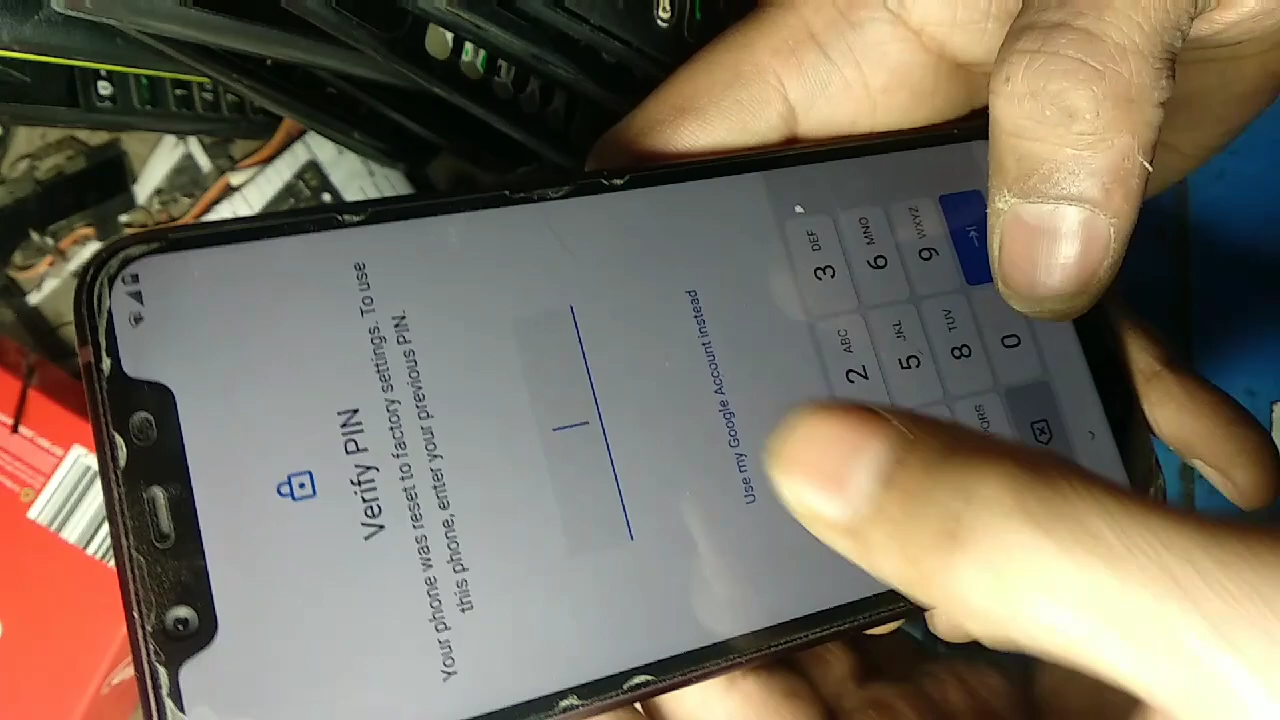 Verify PIN
Your phone was reset to factory settings. To use
this phone, enter your previous PIN.
Use my Google Account instead
2 ABC
3 DEF
5 JKL
6 MNO
8 TUV
9 WXYZ
0